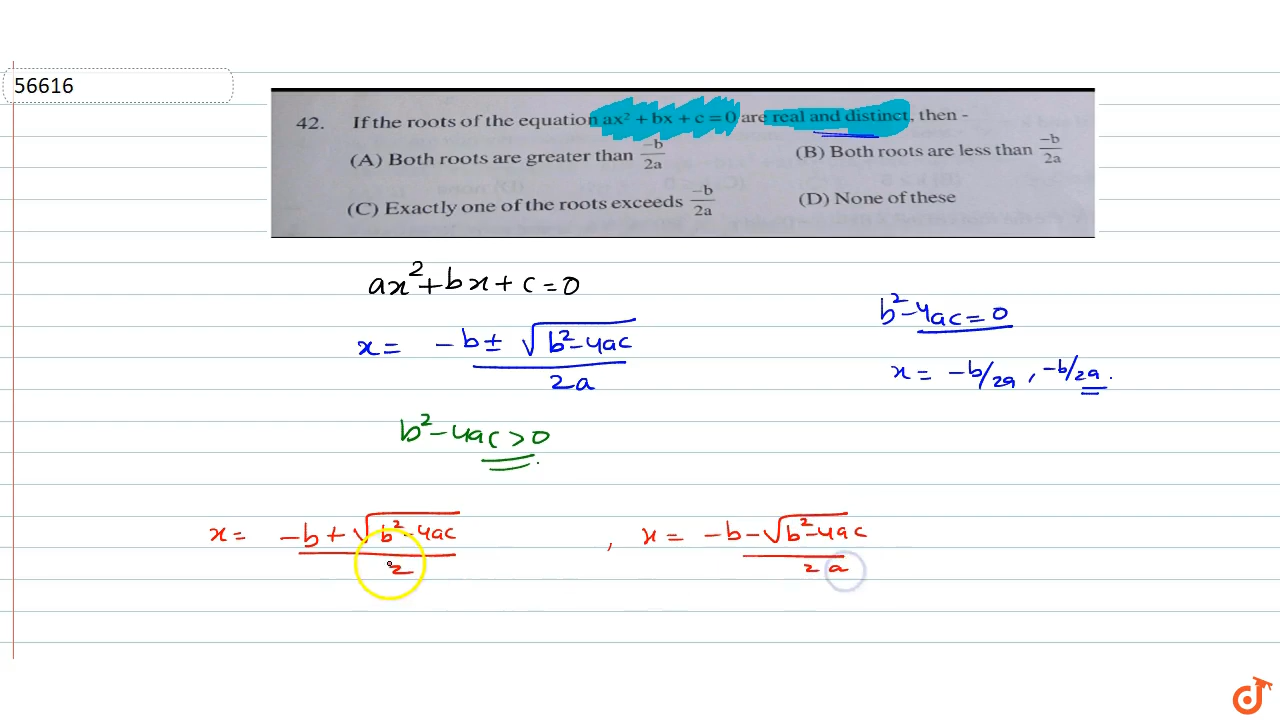 56616
42. If the roots of the equation ax² + bx + c = 0 are real and distinct, then -
(A) Both roots are greater than -b/2a (B) Both roots are less than -b/2a
(C) Exactly one of the roots exceeds -b/2a (D) None of these
ax² + bx + c = 0
b² - 4ac = 0
x = -b ± √(b² - 4ac) / 2a
x = -b/2a , -b/2a .
b² - 4ac > 0
x = -b + √(b² - 4ac) / 2 , x = -b - √(b² - 4ac) / 2a